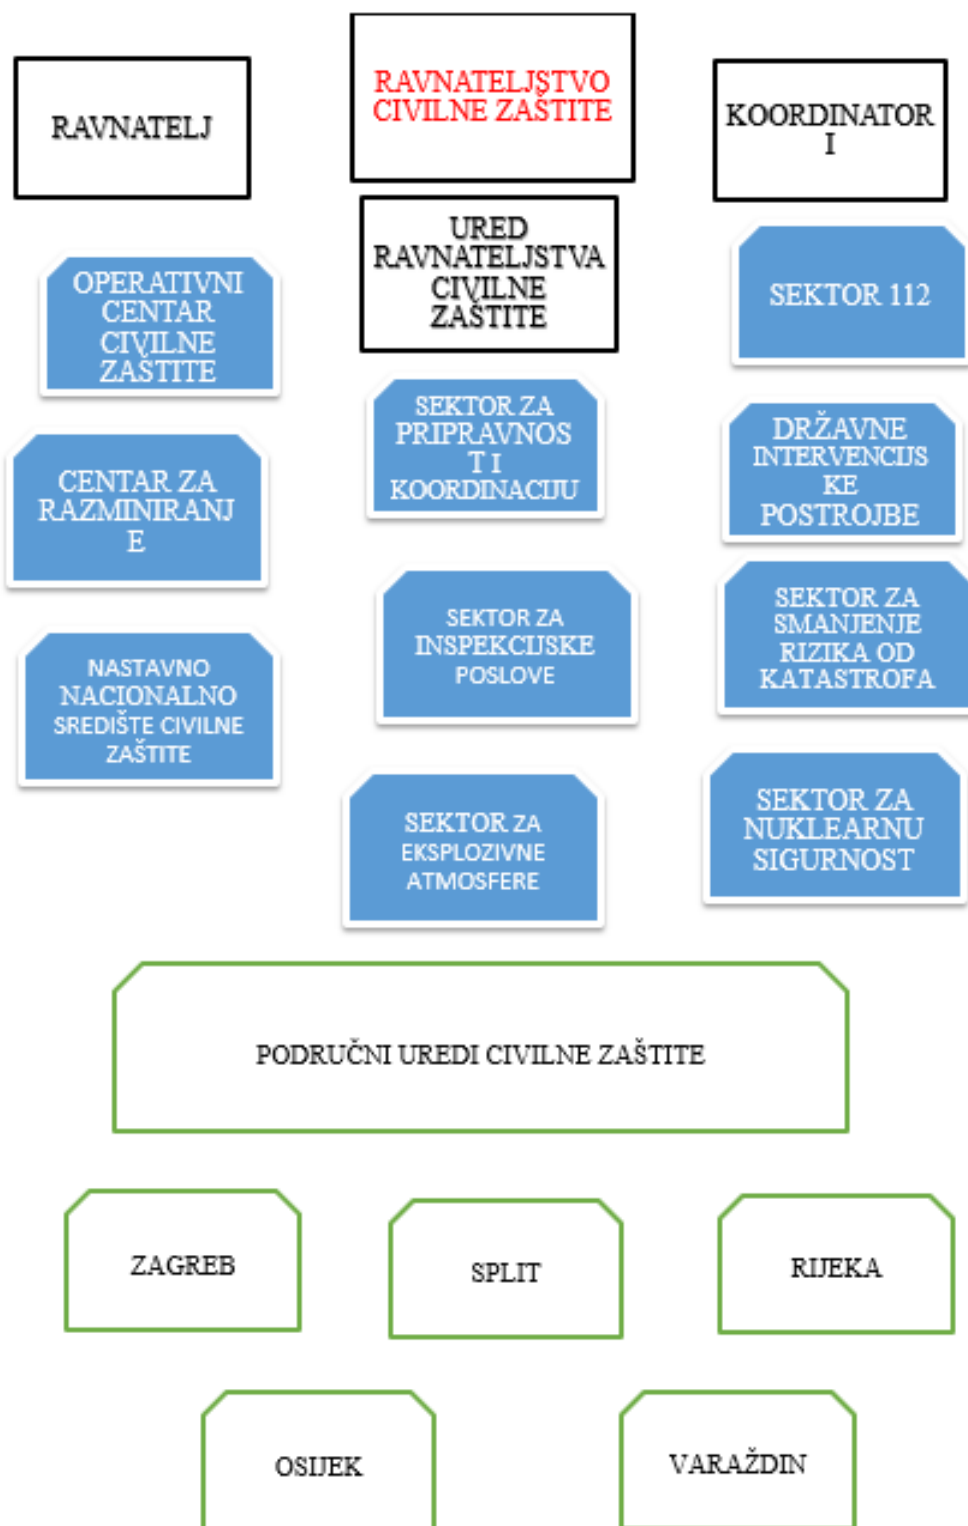 RAVNATELJ
RAVNATELJSTVO
CIVILNE ZAŠTITE
KOORDINATOR
I
URED
RAVNATELJSTVA
CIVILNE
ZAŠTITE
OPERATIVNI
CENTAR
CIVILNE
ZAŠTITE
SEKTOR 112
SEKTOR ZA
PRIPRAVNOS
T I
KOORDINACIJU
CENTAR ZA
RAZMINIRANJ
E
DRŽAVNE
INTERVENCIJS
KE
POSTROJBE
SEKTOR ZA
INSPEKCIJSKE
POSLOVE
SEKTOR ZA
SMANJENJE
RIZIKA OD
KATASTROFA
NASTAVNO
NACIONALNO
SREDIŠTE CIVILNE
ZAŠTITE
SEKTOR ZA
EKSPLOZIVNE
ATMOSFERE
SEKTOR ZA
NUKLEARNU
SIGURNOST
PODRUČNI UREDI CIVILNE ZAŠTITE
ZAGREB
SPLIT
RIJEKA
OSIJEK
VARAŽDIN